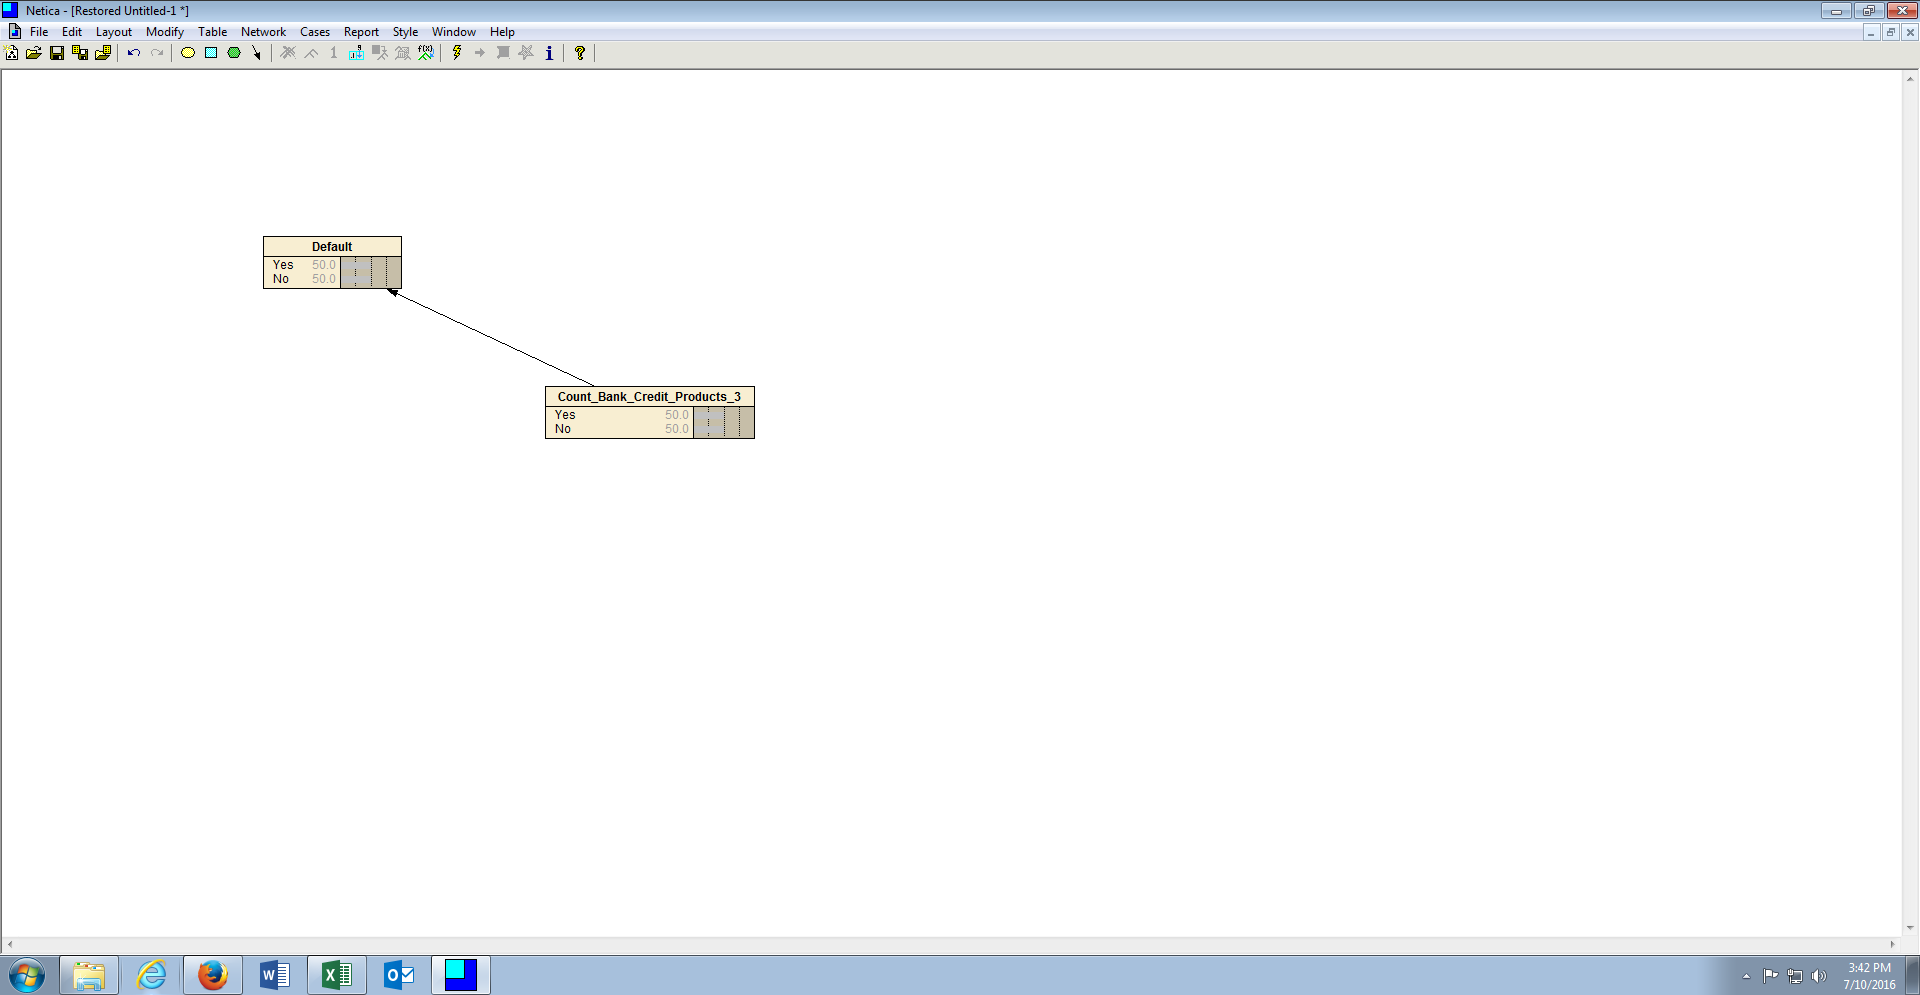 Netica - [Restored Untitled-1 *]
File Edit Layout Modify Table Network Cases Report Style Window Help
Default
Yes 50.0
No 50.0
Count_Bank_Credit_Products_3
Yes 50.0
No 50.0
3:42 PM
7/10/2016